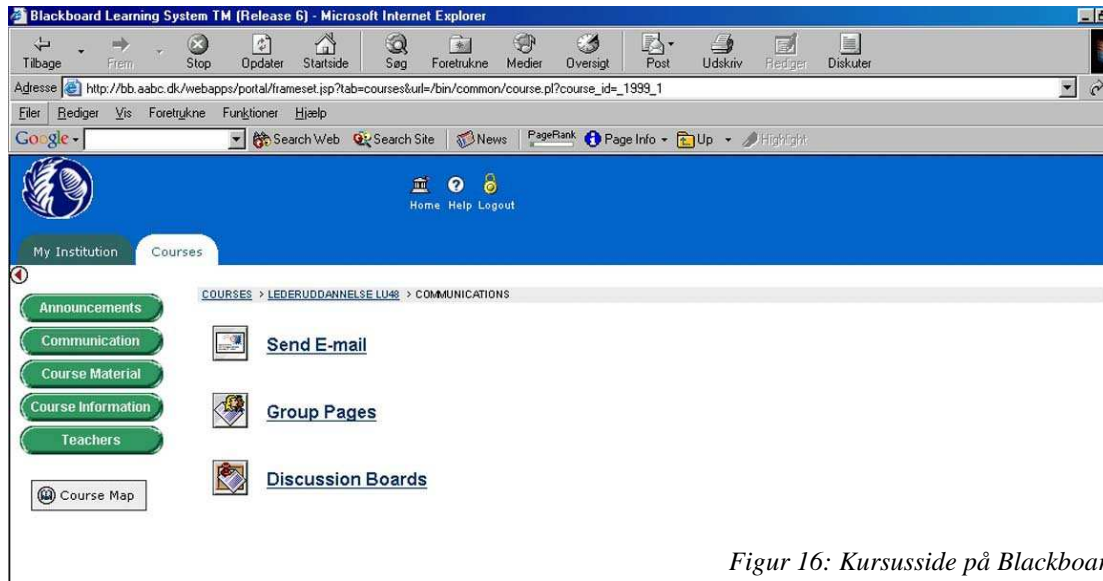 Blackboard Learning System TM (Release 6) - Microsoft Internet Explorer
Tilbage Frem Stop Opdater Startside Søg Foretrukne Medier Oversigt Post Udskriv Rediger Diskuter
Adresse http://bb.aabc.dk/webapps/portal/frameset.jsp?tab=courses&url=/bin/common/course.pl?course_id=_1999_1
Filer Rediger Vis Foretrukne Funktioner Hjælp
Google Search Web Search Site News PageRank Page Info Up Highlight
Home Help Logout
My Institution Courses
COURSES > LEDERUDDANNELSE LU48 > COMMUNICATIONS
Announcements
Communication
Course Material
Course Information
Teachers
Course Map
Send E-mail
Group Pages
Discussion Boards
Figur 16: Kursusside på Blackboar